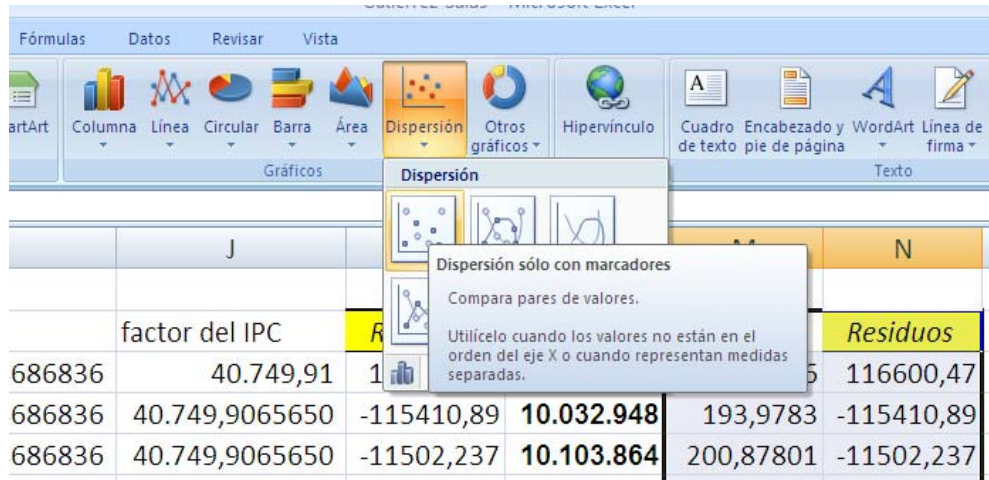 Fórmulas Datos Revisar Vista
artArt Columna Línea Circular Barra Área Dispersión Otros gráficos Hipervínculo Cuadro de texto Encabezado y pie de página WordArt Línea de firma
Gráficos Texto
Dispersión
J N
Dispersión sólo con marcadores
Compara pares de valores.
Utilícelo cuando los valores no están en el
orden del eje X o cuando representan medidas
separadas.
factor del IPC Residuos
686836 40.749,91 116600,47
686836 40.749,9065650 -115410,89 10.032.948 193,9783 -115410,89
686836 40.749,9065650 -11502,237 10.103.864 200,87801 -11502,237